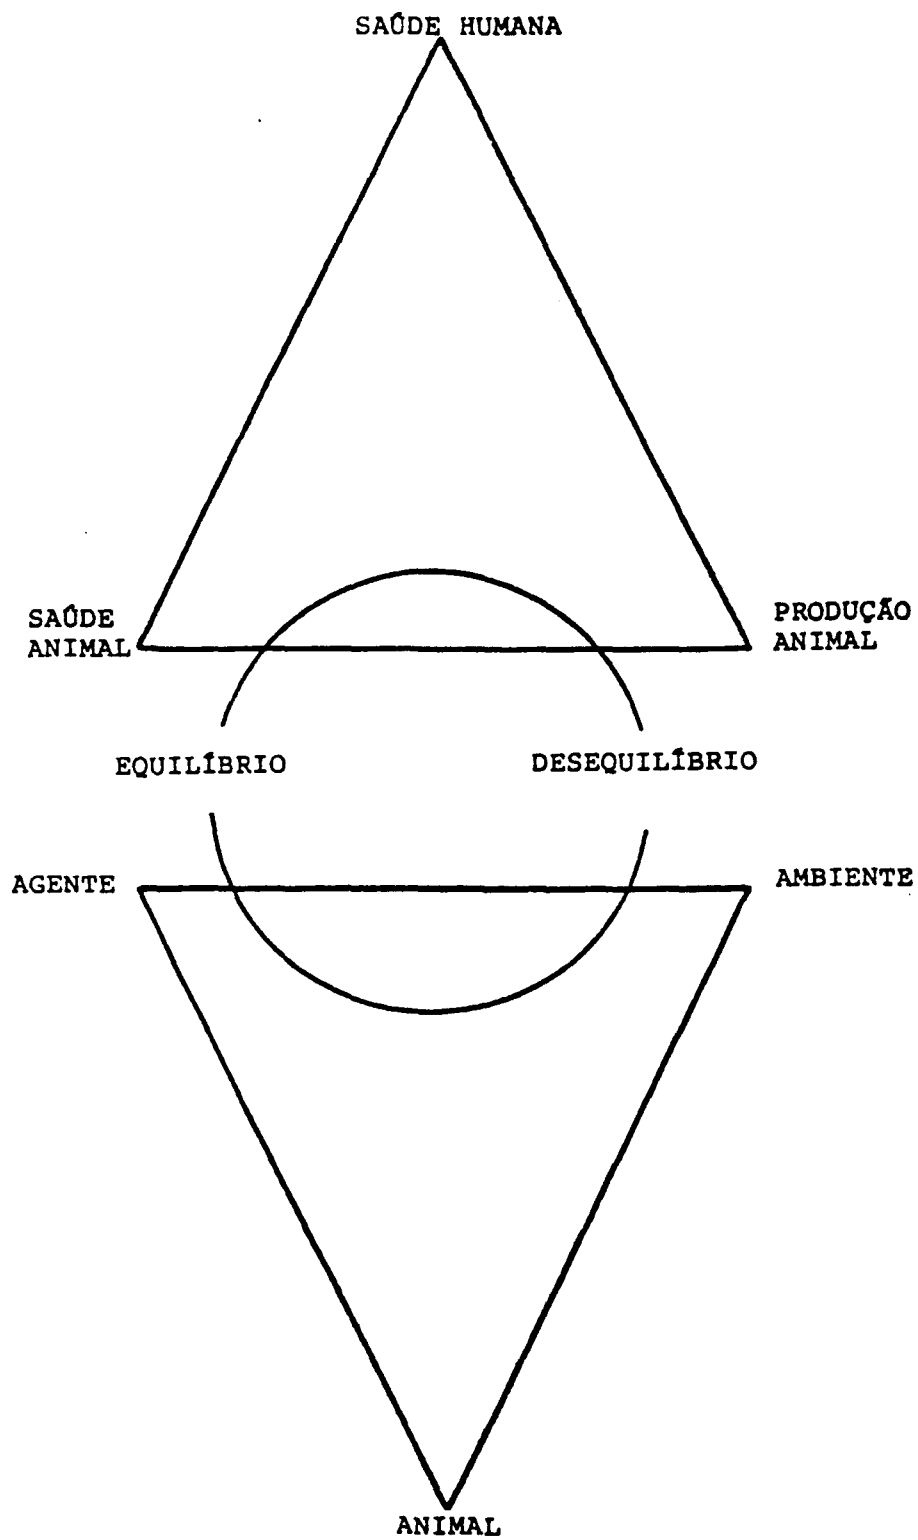 SAÚDE HUMANA
SAÚDE
ANIMAL
PRODUÇÃO
ANIMAL
EQUILÍBRIO
DESEQUILÍBRIO
AGENTE
AMBIENTE
ANIMAL